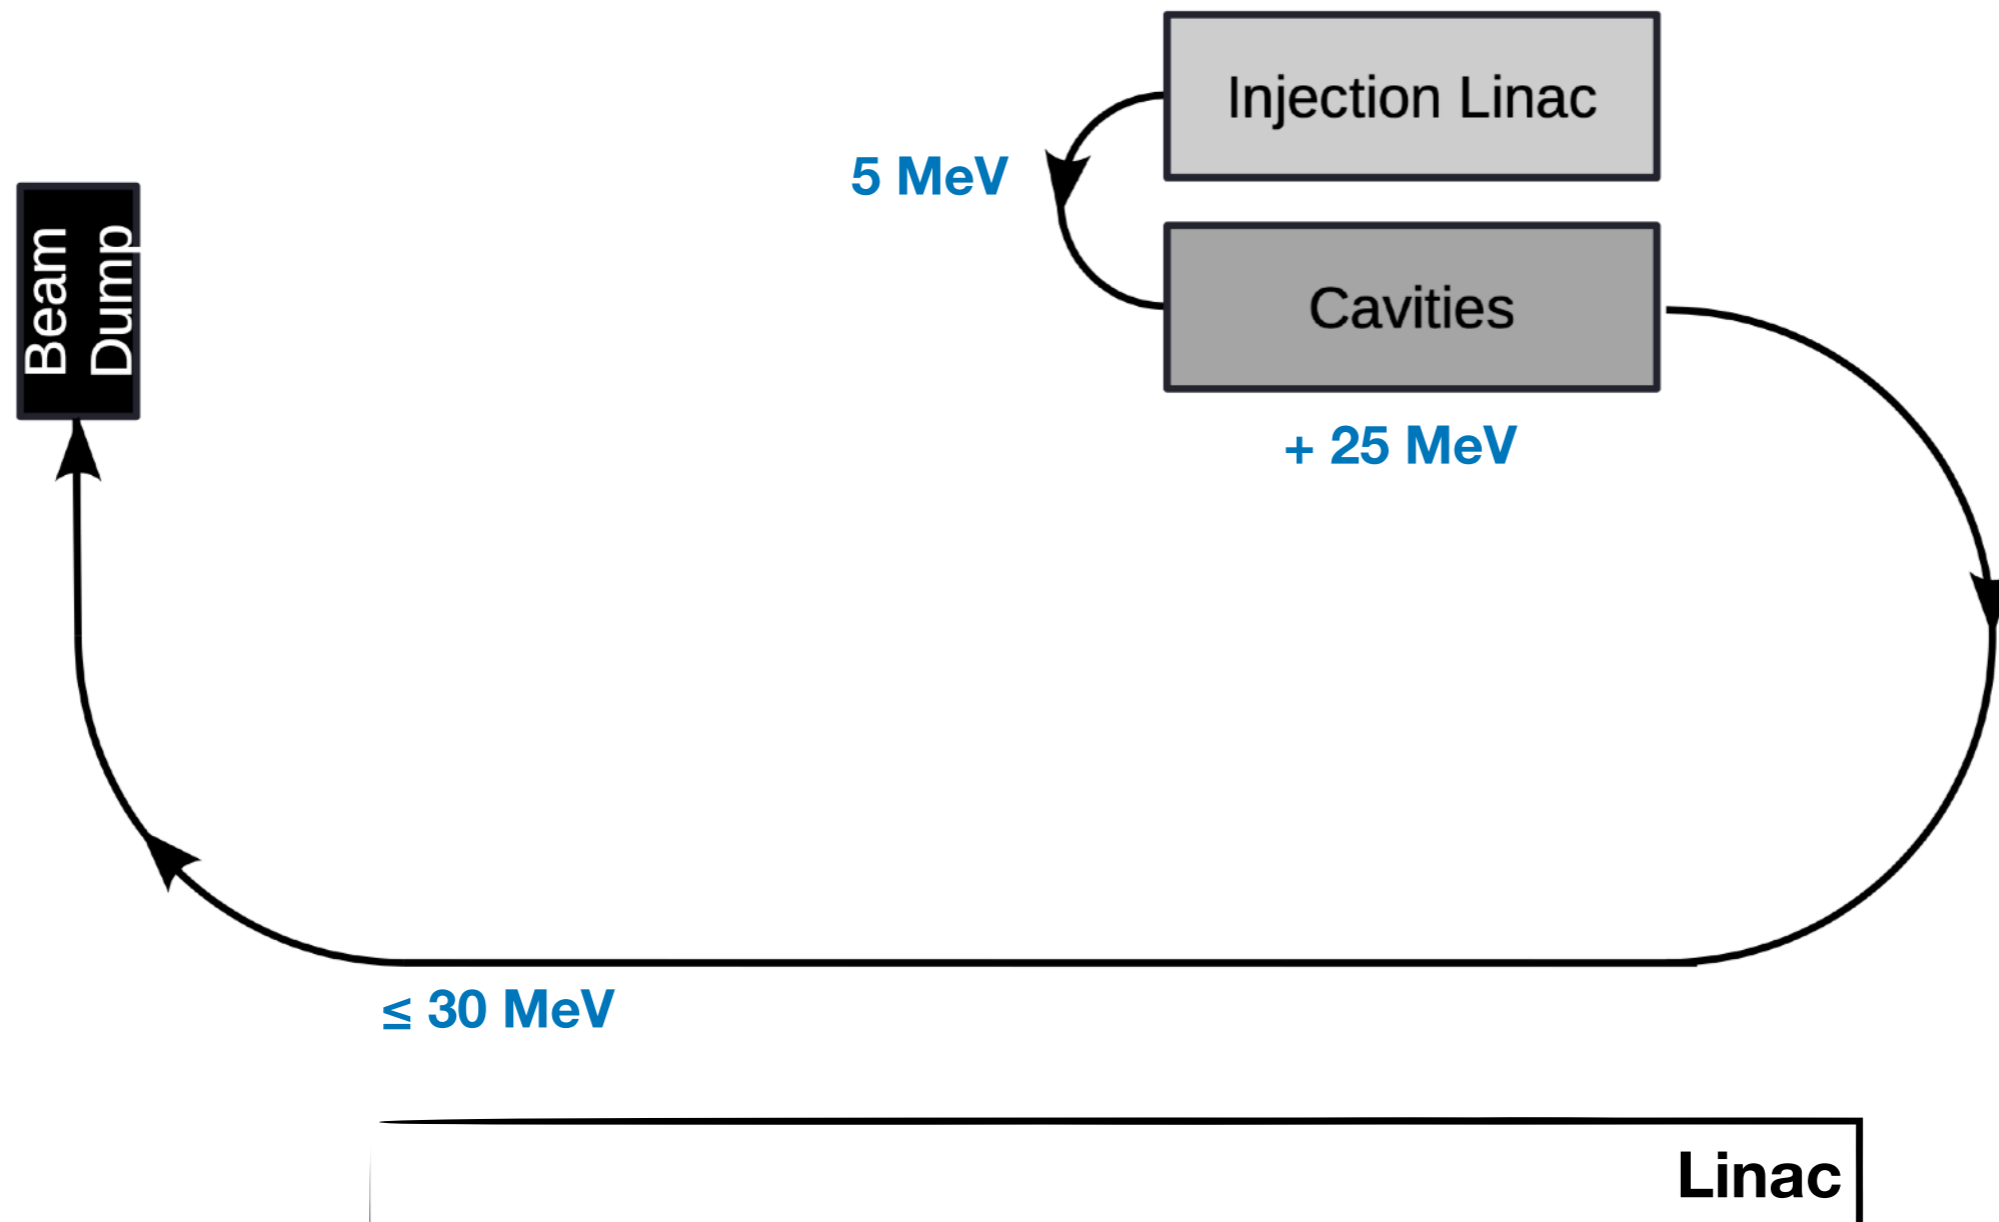 Injection Linac
5 MeV
Beam
Dump
Cavities
+ 25 MeV
≤ 30 MeV
Linac